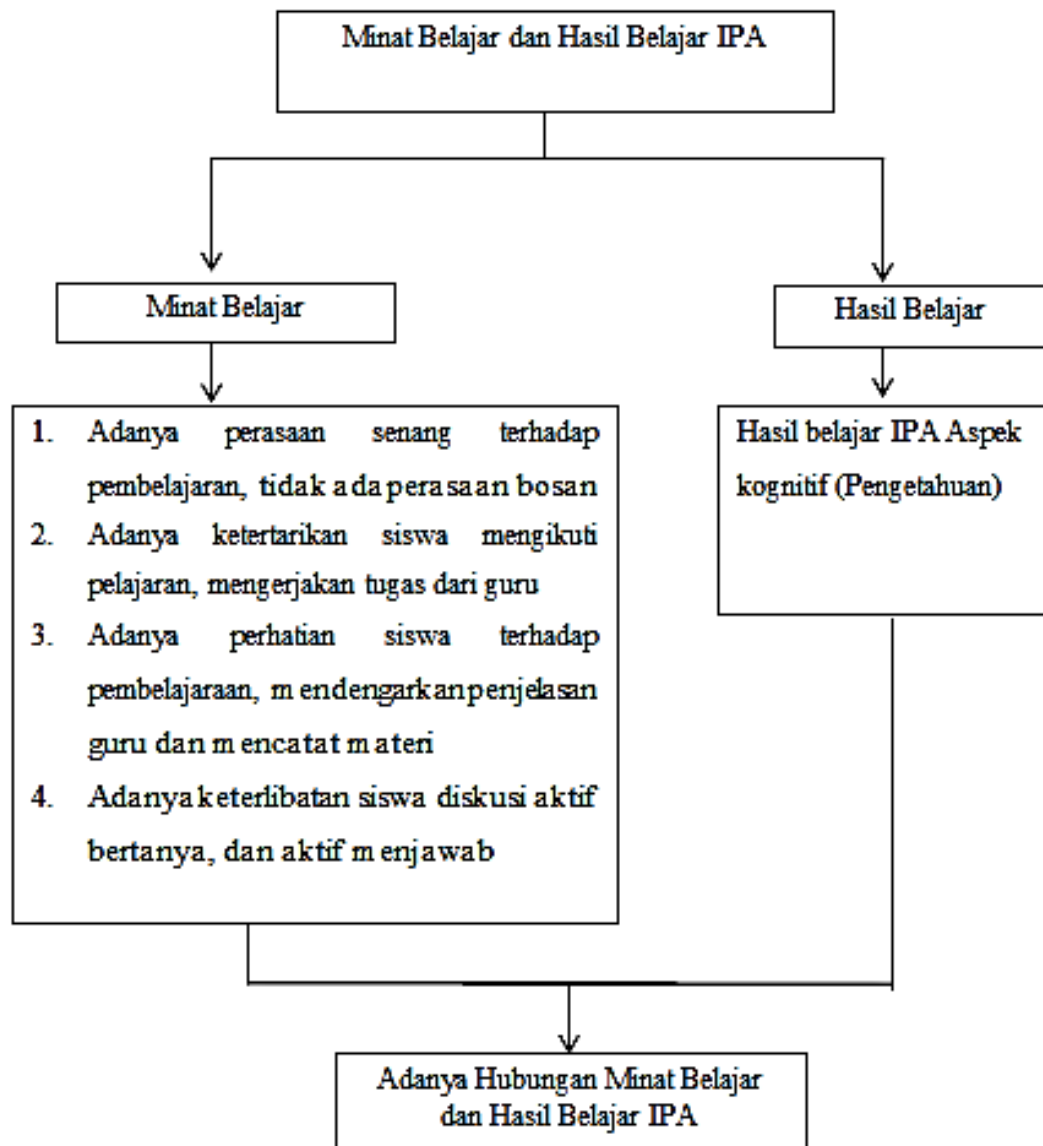 Minat Belajar dan Hasil Belajar IPA
Minat Belajar
Hasil Belajar
1. Adanya perasaan senang terhadap
pembelajaran, tidak ada perasaan bosan
2. Adanya ketertarikan siswa mengikuti
pelajaran, mengerjakan tugas dari guru
3. Adanya perhatian siswa terhadap
pembelajaraan, mendengarkan penjelasan
guru dan mencatat materi
4. Adanya keterlibatan siswa diskusi aktif
bertanya, dan aktif menjawab
Hasil belajar IPA Aspek
kognitif (Pengetahuan)
Adanya Hubungan Minat Belajar
dan Hasil Belajar IPA